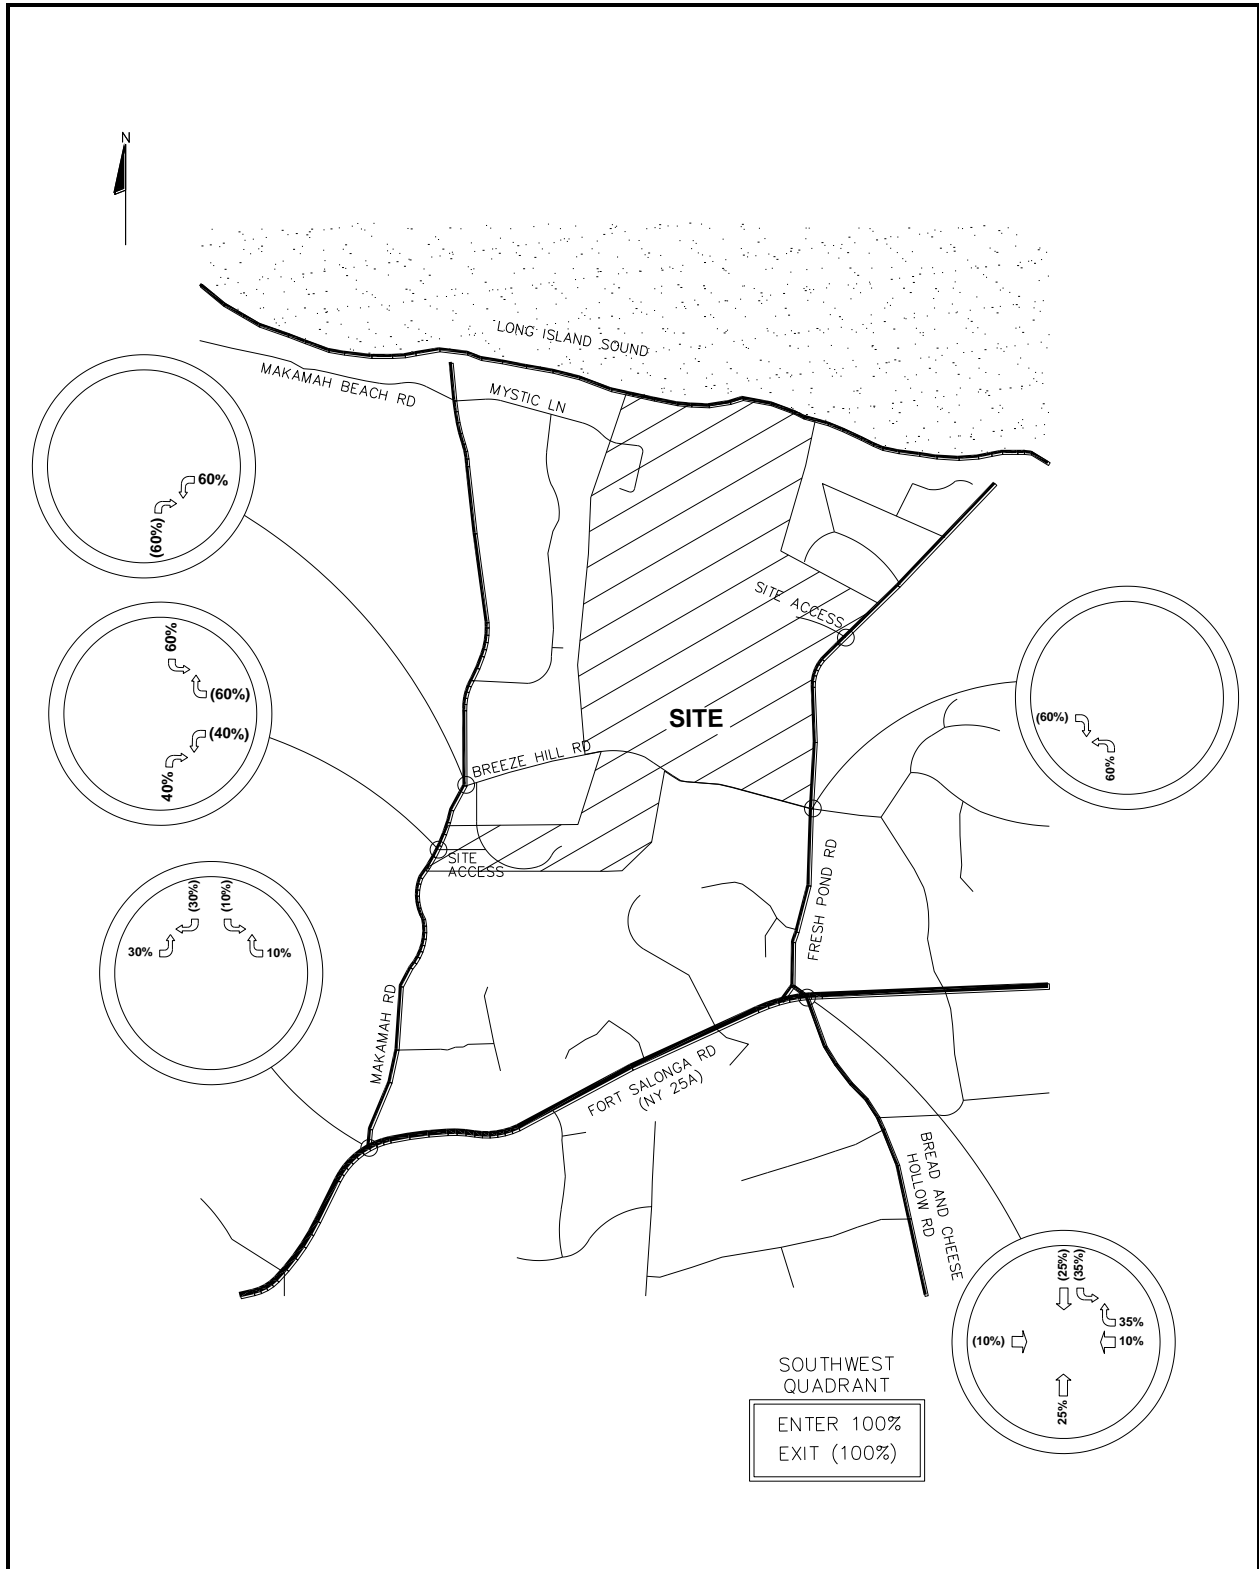 N
LONG ISLAND SOUND
MAKAMAH BEACH RD
MYSTIC LN
60%
(60%)
SITE ACCESS
60%
(60%)
(40%)
40%
SITE
(60%)
60%
BREEZE HILL RD
SITE
ACCESS
FRESH POND RD
(30%)
(10%)
30%
10%
MAKAMAH RD
FORT SALONGA RD
(NY 25A)
BREAD AND CHEESE
HOLLOW RD
(25%)
(35%)
35%
(10%)
10%
25%
SOUTHWEST
QUADRANT
ENTER 100%
EXIT (100%)